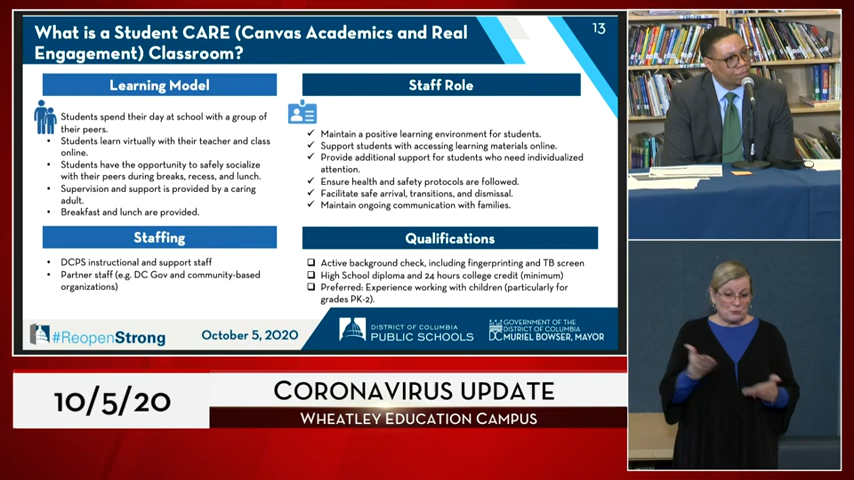 What is a Student CARE (Canvas Academics and Real
Engagement) Classroom?
13
Learning Model
Students spend their day at school with a group of
their peers.
• Students learn virtually with their teacher and class
online.
• Students have the opportunity to safely socialize
with their peers during breaks, recess, and lunch.
• Supervision and support is provided by a caring
adult.
• Breakfast and lunch are provided.
Staff Role
✓ Maintain a positive learning environment for students.
✓ Support students with accessing learning materials online.
✓ Provide additional support for students who need individualized
attention.
✓ Ensure health and safety protocols are followed.
✓ Facilitate safe arrival, transitions, and dismissal.
✓ Maintain ongoing communication with families.
Staffing
• DCPS instructional and support staff
• Partner staff (e.g. DC Gov and community-based
organizations)
Qualifications
❑ Active background check, including fingerprinting and TB screen
❑ High School diploma and 24 hours college credit (minimum)
❑ Preferred: Experience working with children (particularly for
grades PK-2).
#ReopenStrong
October 5, 2020
DISTRICT OF COLUMBIA
PUBLIC SCHOOLS
GOVERNMENT OF THE
DISTRICT OF COLUMBIA
DC MURIEL BOWSER, MAYOR
10/5/20
CORONAVIRUS UPDATE
WHEATLEY EDUCATION CAMPUS